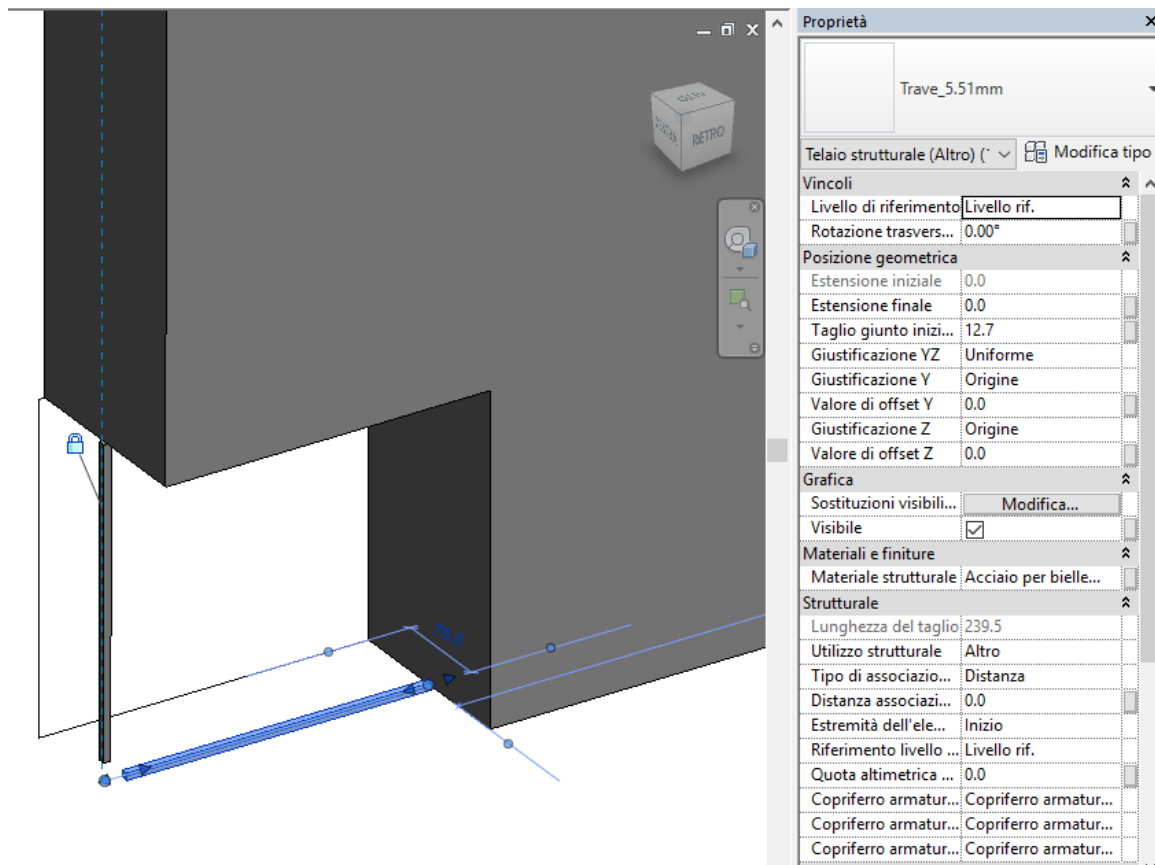 Proprietà
Trave_5.51mm
Telaio strutturale (Altro) (
Modifica tipo
Vincoli
Livello di riferimento Livello rif.
Rotazione trasvers... 0.00°
Posizione geometrica
Estensione iniziale 0.0
Estensione finale 0.0
Taglio giunto inizi... 12.7
Giustificazione YZ Uniforme
Giustificazione Y Origine
Valore di offset Y 0.0
Giustificazione Z Origine
Valore di offset Z 0.0
Grafica
Sostituzioni visibili... Modifica...
Visibile
Materiali e finiture
Materiale strutturale Acciaio per bielle...
Strutturale
Lunghezza del taglio 239.5
Utilizzo strutturale Altro
Tipo di associazio... Distanza
Distanza associazi... 0.0
Estremità dell'ele... Inizio
Riferimento livello ... Livello rif.
Quota altimetrica ... 0.0
Copriferro armatur... Copriferro armatur...
Copriferro armatur... Copriferro armatur...
Copriferro armatur... Copriferro armatur...
RETRO